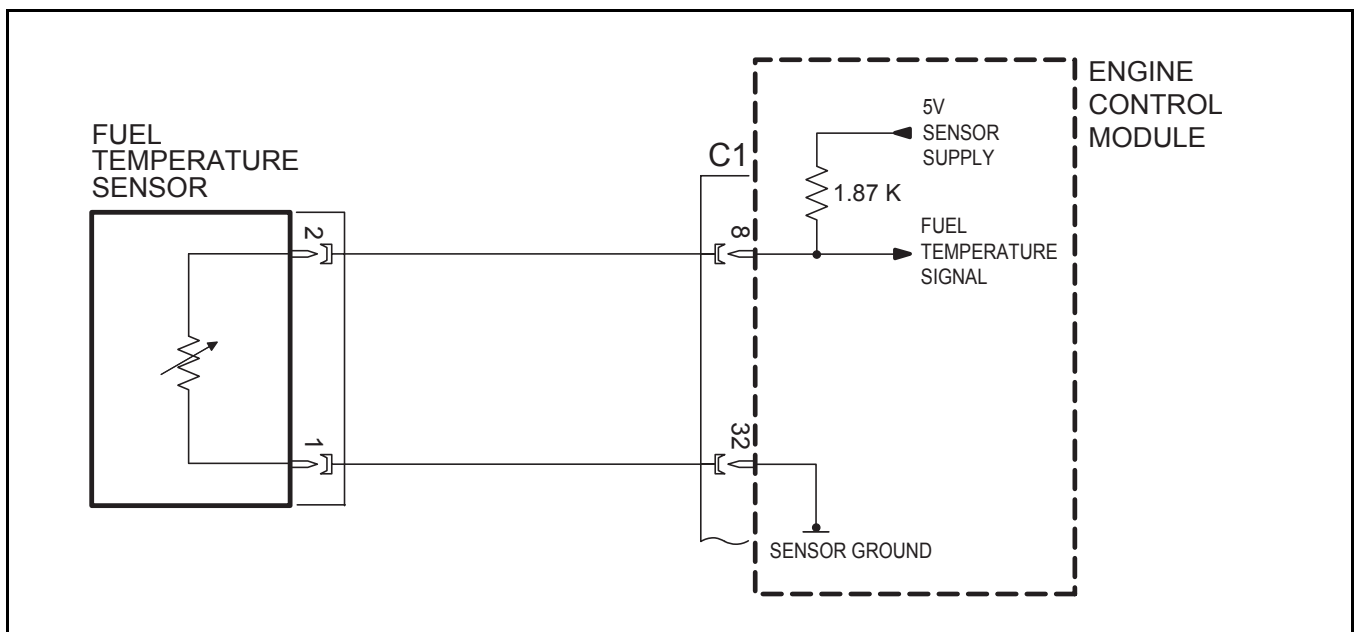 FUEL
TEMPERATURE
SENSOR
2
1
C1
8
32
5V
SENSOR
SUPPLY
1.87 K
FUEL
TEMPERATURE
SIGNAL
SENSOR GROUND
ENGINE
CONTROL
MODULE